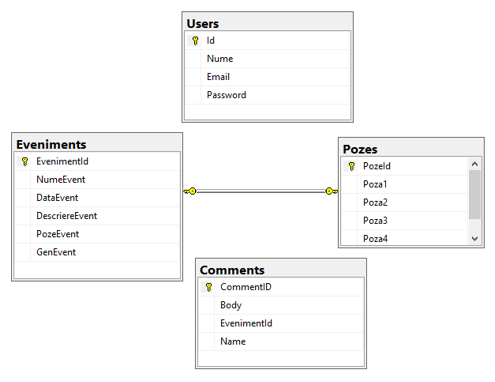 Users
Id
Nume
Email
Password
Eveniments
EvenimentId
NumeEvent
DataEvent
DescriereEvent
PozeEvent
GenEvent
Pozes
PozeId
Poza1
Poza2
Poza3
Poza4
Comments
CommentID
Body
EvenimentId
Name